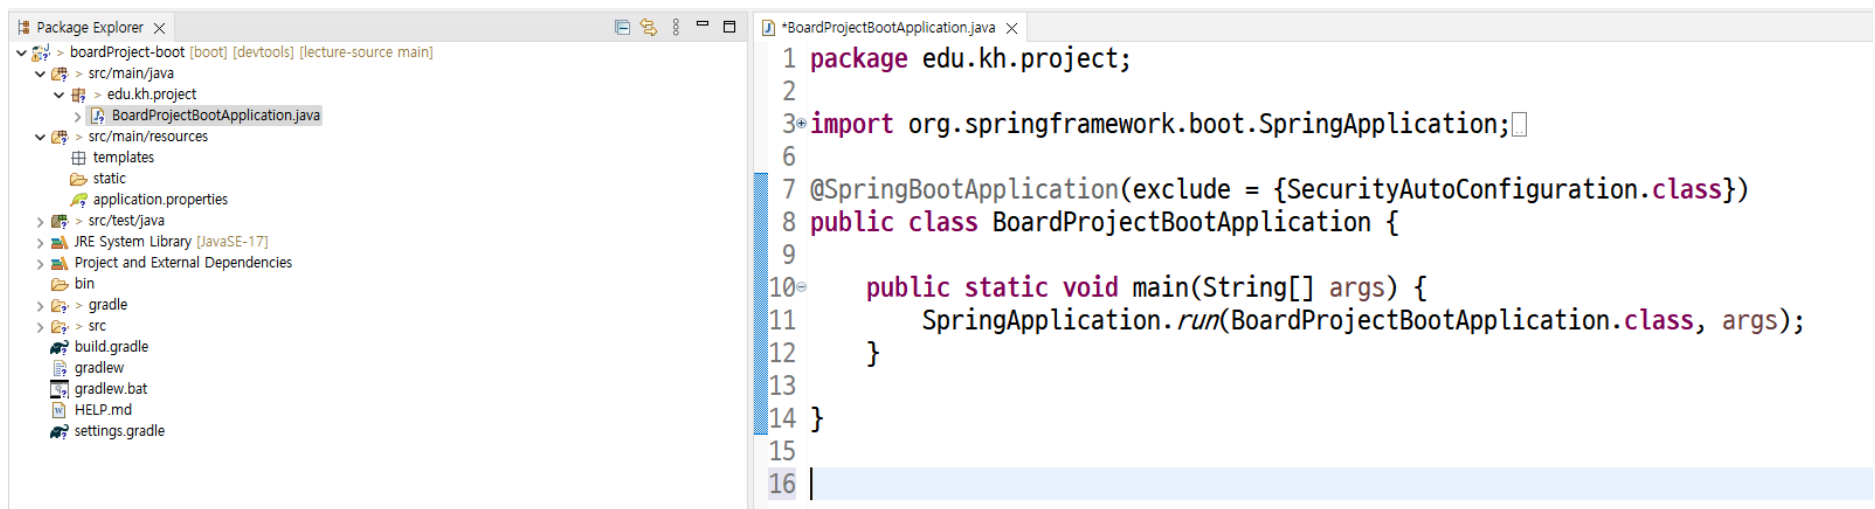 Package Explorer
boardProject-boot [boot] [devtools] [lecture-source main]
src/main/java
edu.kh.project
BoardProjectBootApplication.java
src/main/resources
templates
static
application.properties
src/test/java
JRE System Library [JavaSE-17]
Project and External Dependencies
bin
gradle
src
build.gradle
gradlew
gradlew.bat
HELP.md
settings.gradle
*BoardProjectBootApplication.java
1 package edu.kh.project;
2
3 import org.springframework.boot.SpringApplication;
6
7 @SpringBootApplication(exclude = {SecurityAutoConfiguration.class})
8 public class BoardProjectBootApplication {
9
10 public static void main(String[] args) {
11 SpringApplication.run(BoardProjectBootApplication.class, args);
12 }
13
14 }
15
16